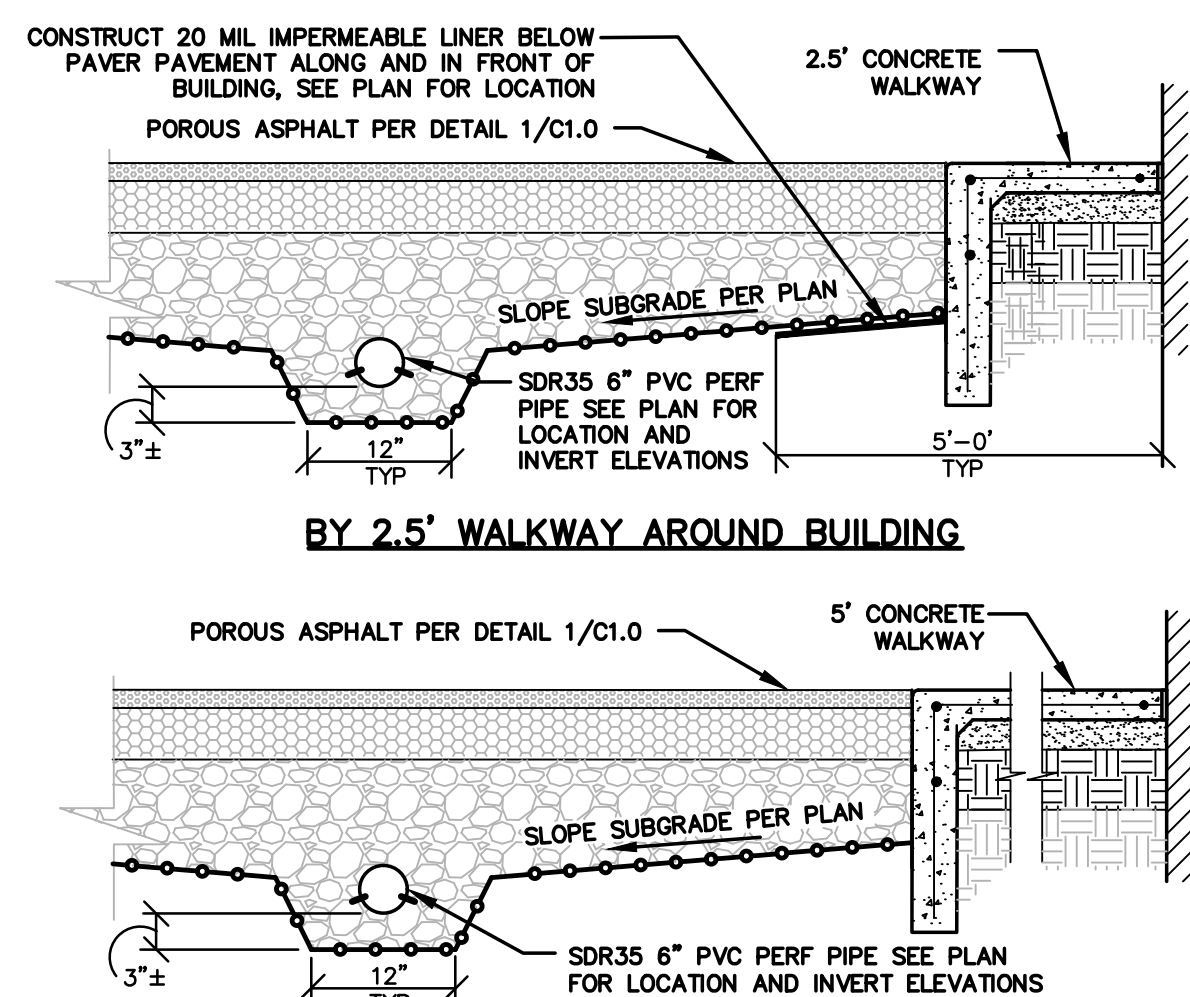 CONSTRUCT 20 MIL IMPERMEABLE LINER BELOW
PAVER PAVEMENT ALONG AND IN FRONT OF
BUILDING, SEE PLAN FOR LOCATION
2.5' CONCRETE
WALKWAY
POROUS ASPHALT PER DETAIL 1/C1.0
SLOPE SUBGRADE PER PLAN
SDR35 6" PVC PERF
PIPE SEE PLAN FOR
LOCATION AND
INVERT ELEVATIONS
3"±
12"
TYP
5'-0'
TYP
BY 2.5' WALKWAY AROUND BUILDING
5' CONCRETE
WALKWAY
POROUS ASPHALT PER DETAIL 1/C1.0
SLOPE SUBGRADE PER PLAN
SDR35 6" PVC PERF PIPE SEE PLAN
FOR LOCATION AND INVERT ELEVATIONS
3"±
12"
TYP